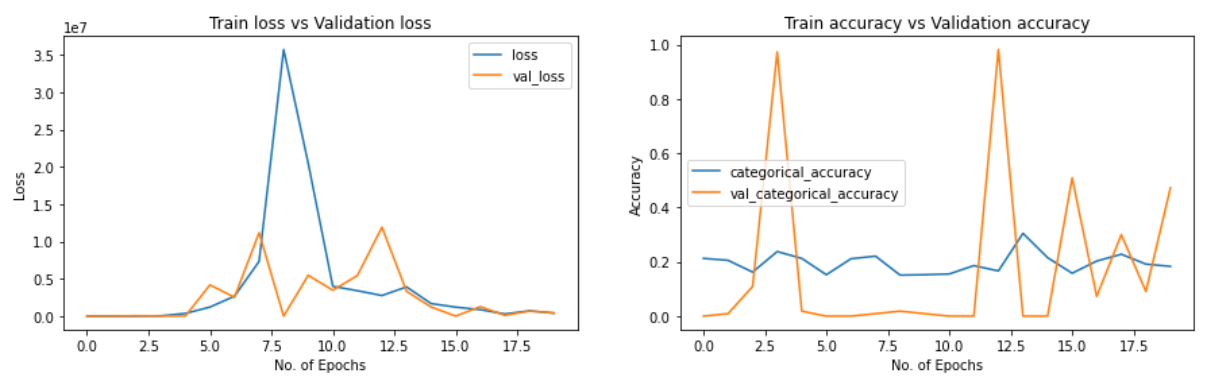 Train loss vs Validation loss
1e7
3.5
3.0
2.5
2.0
1.5
1.0
0.5
0.0
Loss
loss
val_loss
0.0 2.5 5.0 7.5 10.0 12.5 15.0 17.5
No. of Epochs
Train accuracy vs Validation accuracy
1.0
0.8
0.6
0.4
0.2
0.0
Accuracy
categorical_accuracy
val_categorical_accuracy
0.0 2.5 5.0 7.5 10.0 12.5 15.0 17.5
No. of Epochs